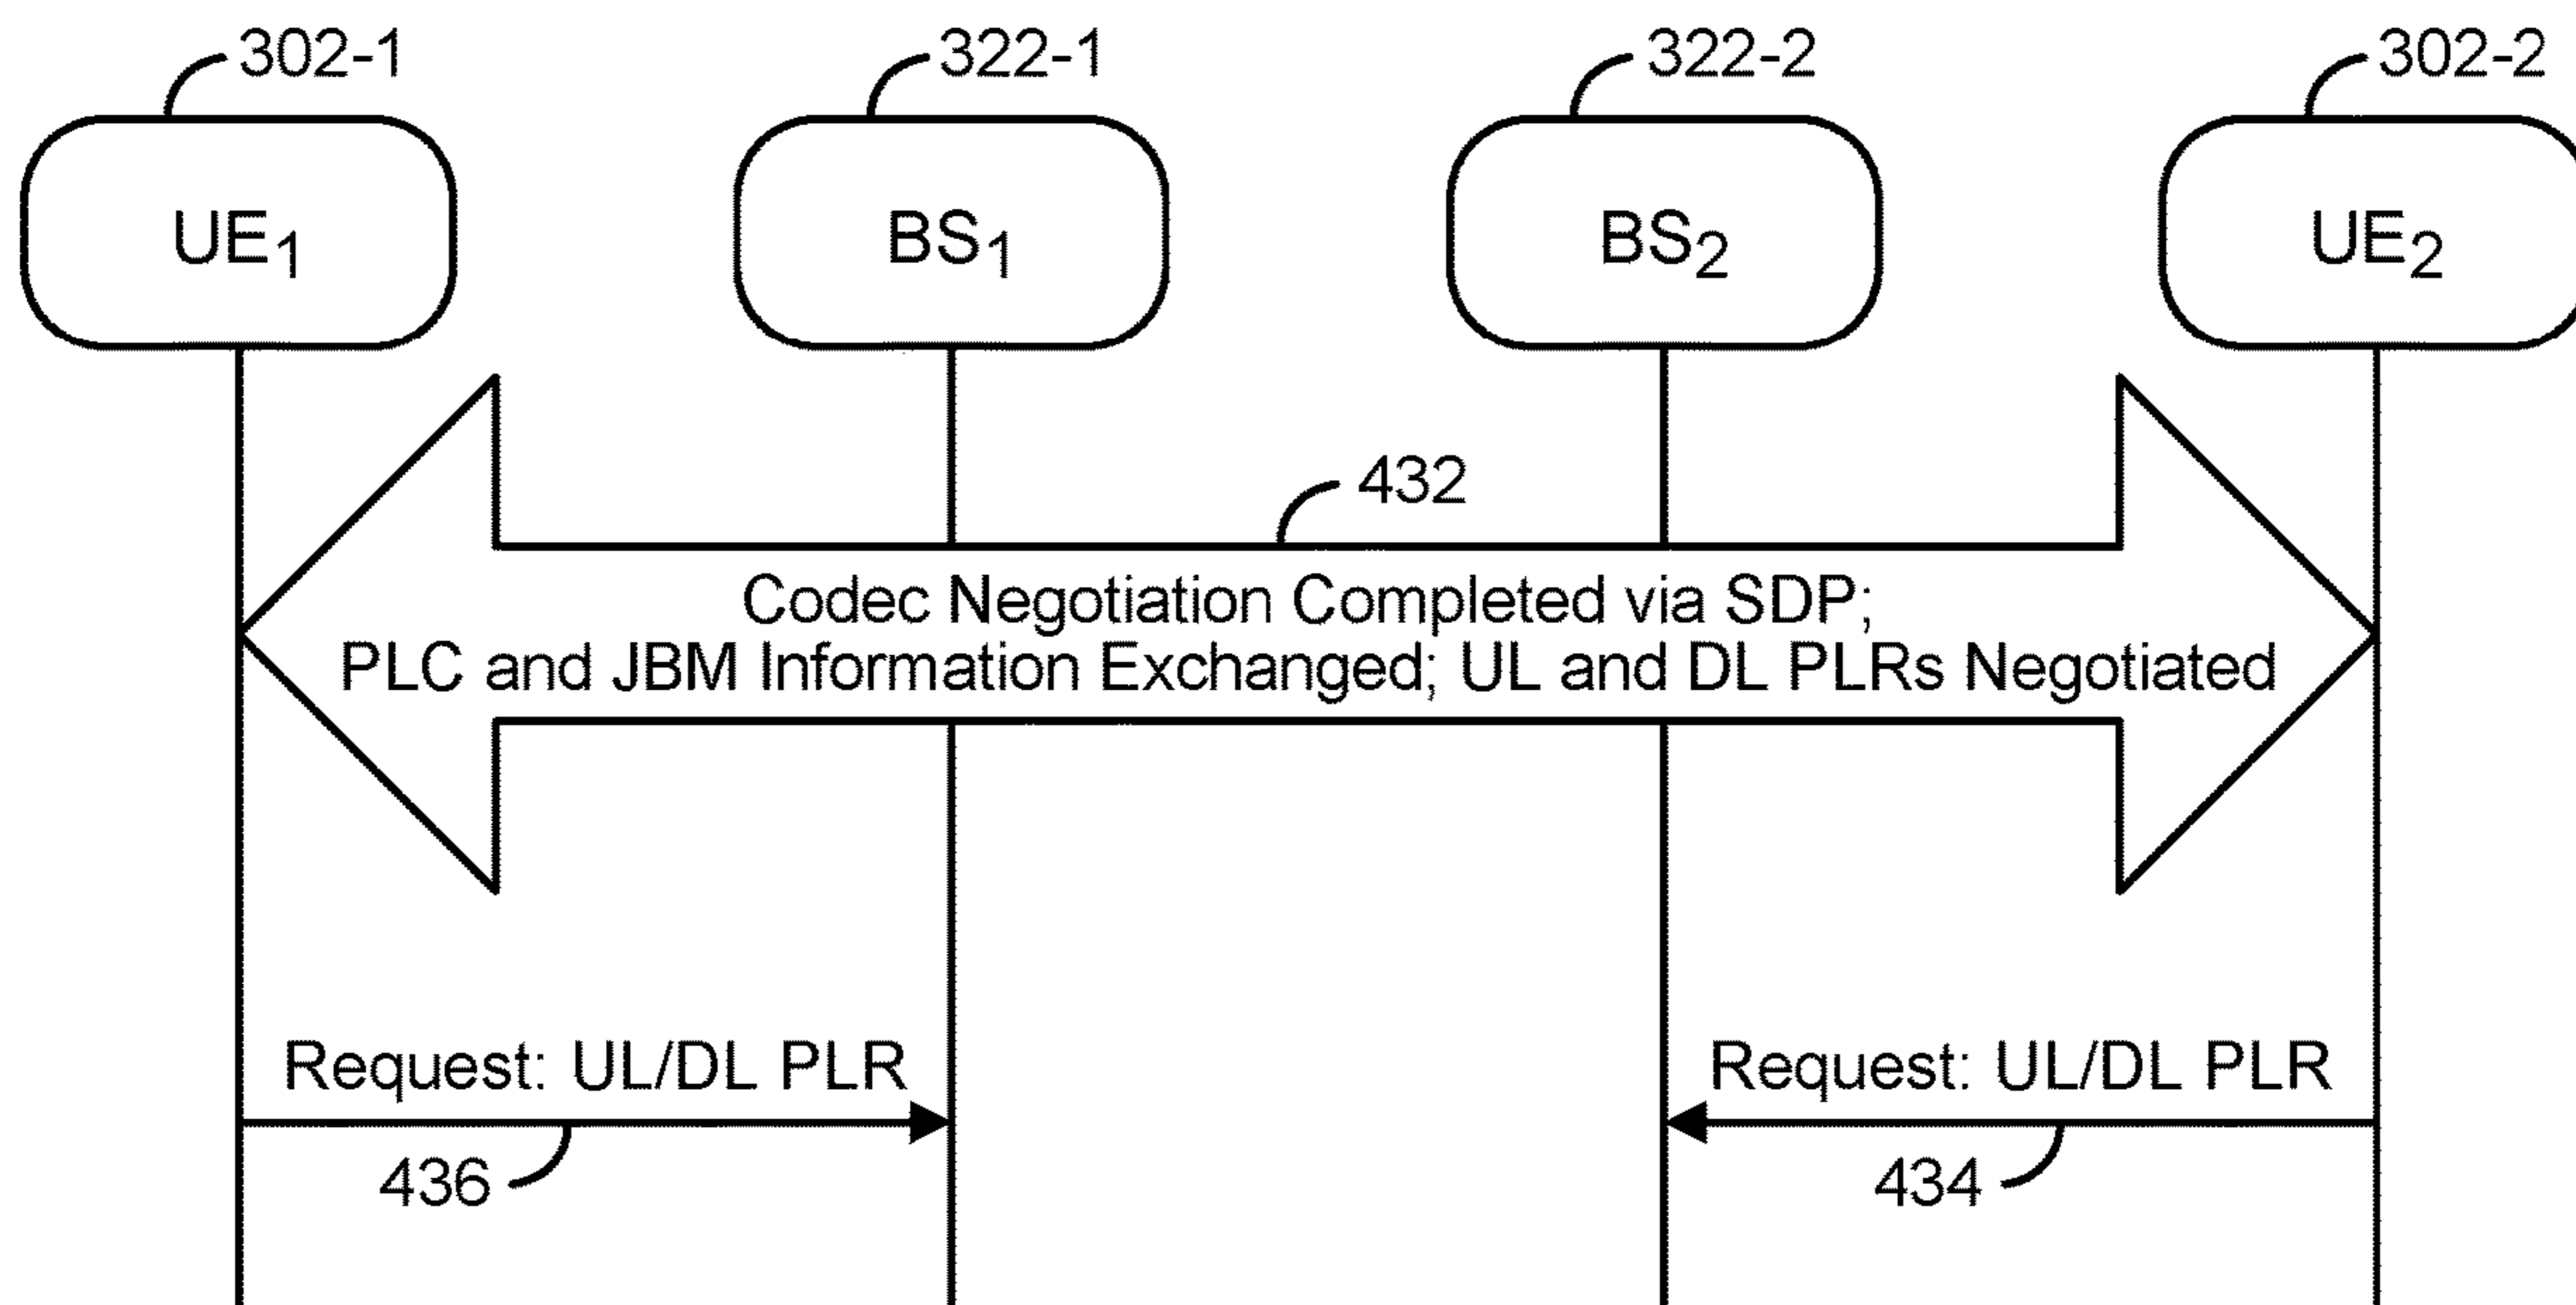 302-1
322-1
322-2
302-2
UE1
BS1
BS2
UE2
432
Codec Negotiation Completed via SDP;
PLC and JBM Information Exchanged; UL and DL PLRs Negotiated
Request: UL/DL PLR
Request: UL/DL PLR
436
434